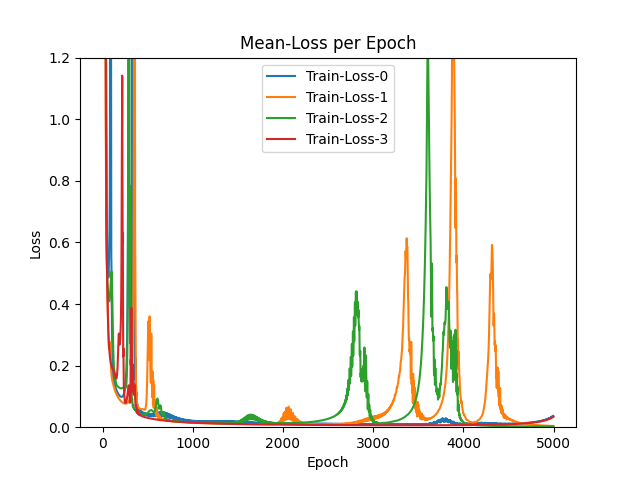 Mean-Loss per Epoch
1.2
1.0
0.8
0.6
0.4
0.2
0.0
Loss
Train-Loss-0
Train-Loss-1
Train-Loss-2
Train-Loss-3
0 1000 2000 3000 4000 5000
Epoch